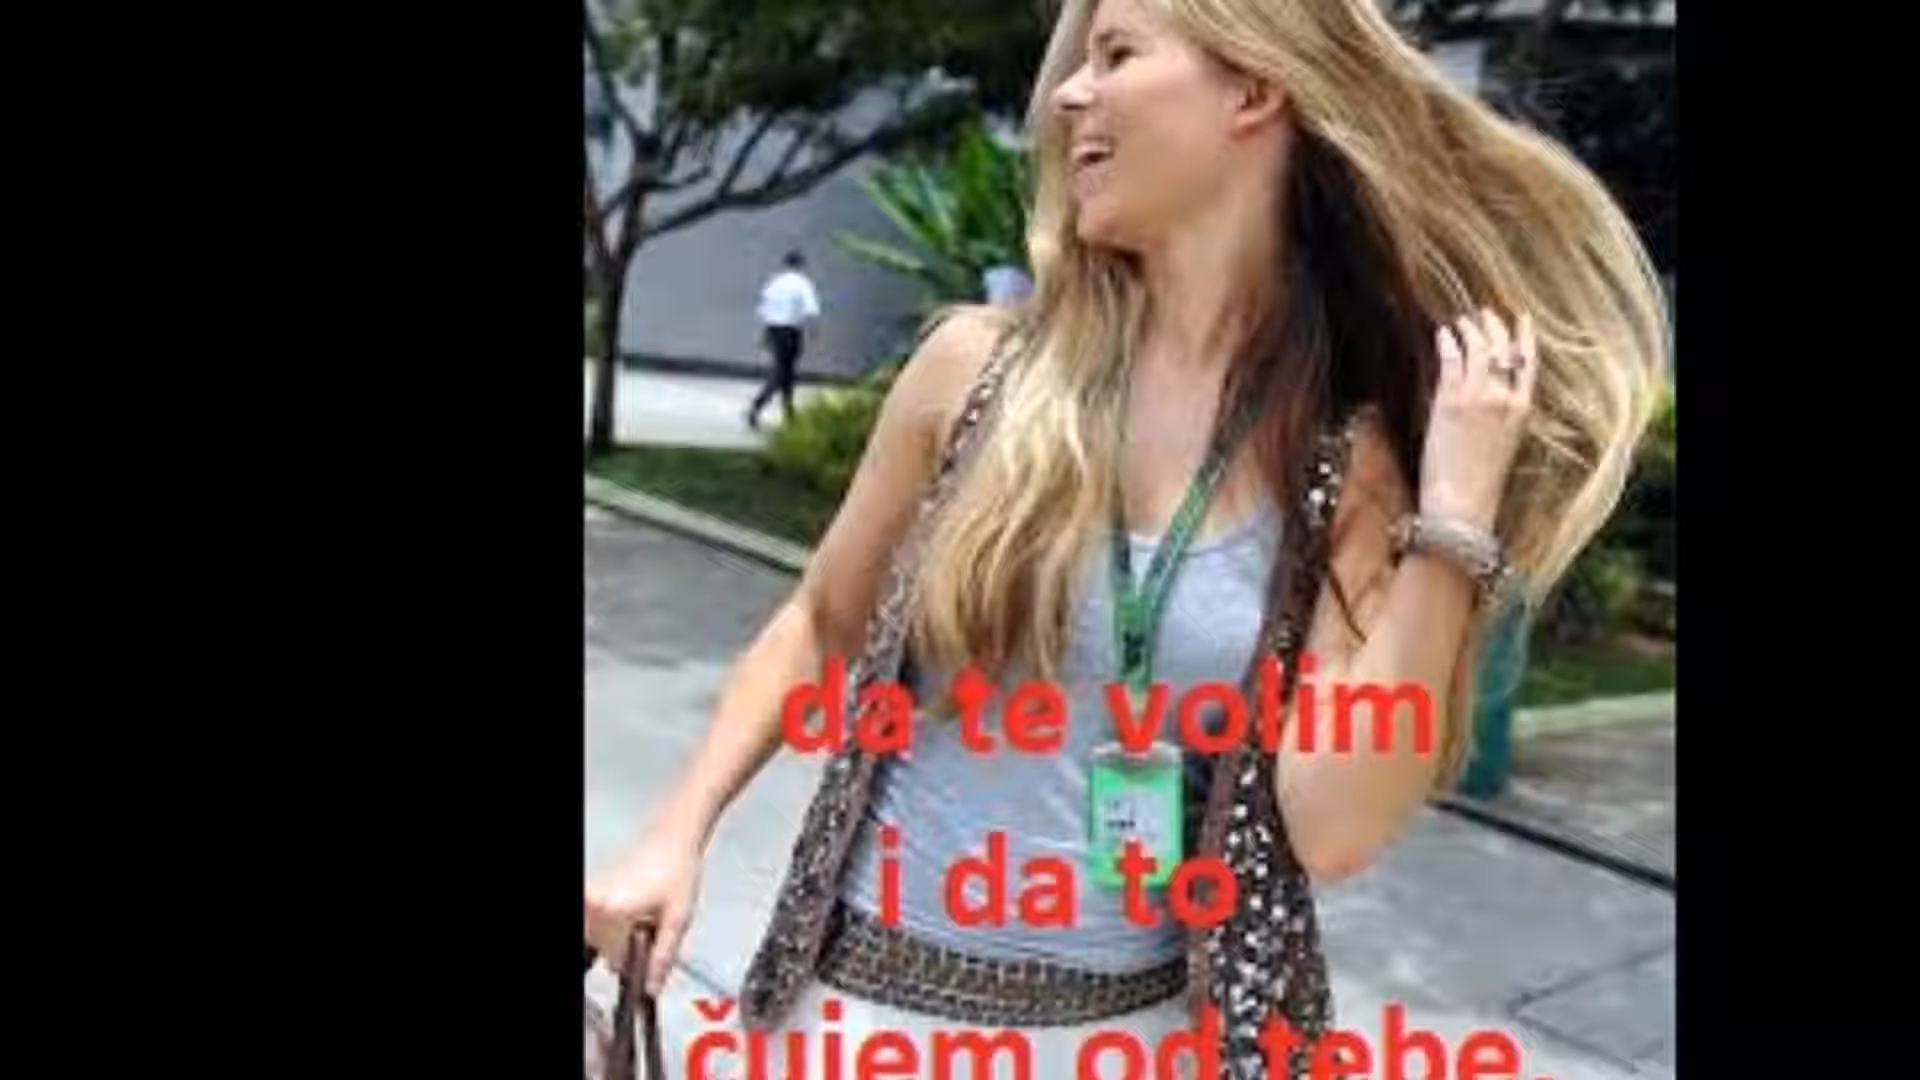 da te volim
i da to
čujem od tebe.